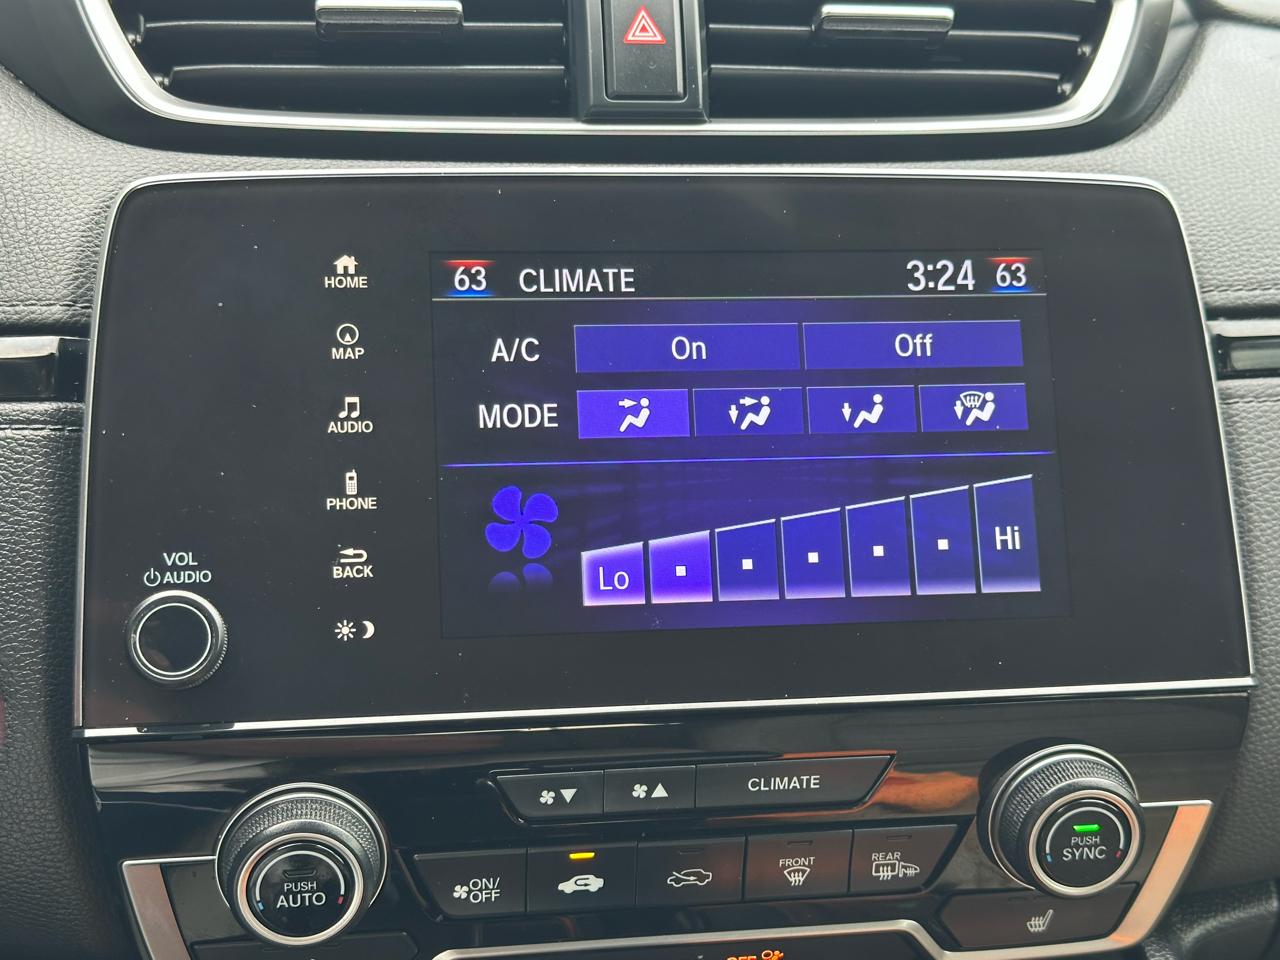 63 CLIMATE 3:24 63
HOME
A/C On Off
MAP
MODE
AUDIO
PHONE
Lo Hi
BACK
VOL
AUDIO
CLIMATE
PUSH
AUTO
ON/
OFF
FRONT
REAR
PUSH
SYNC
OFF